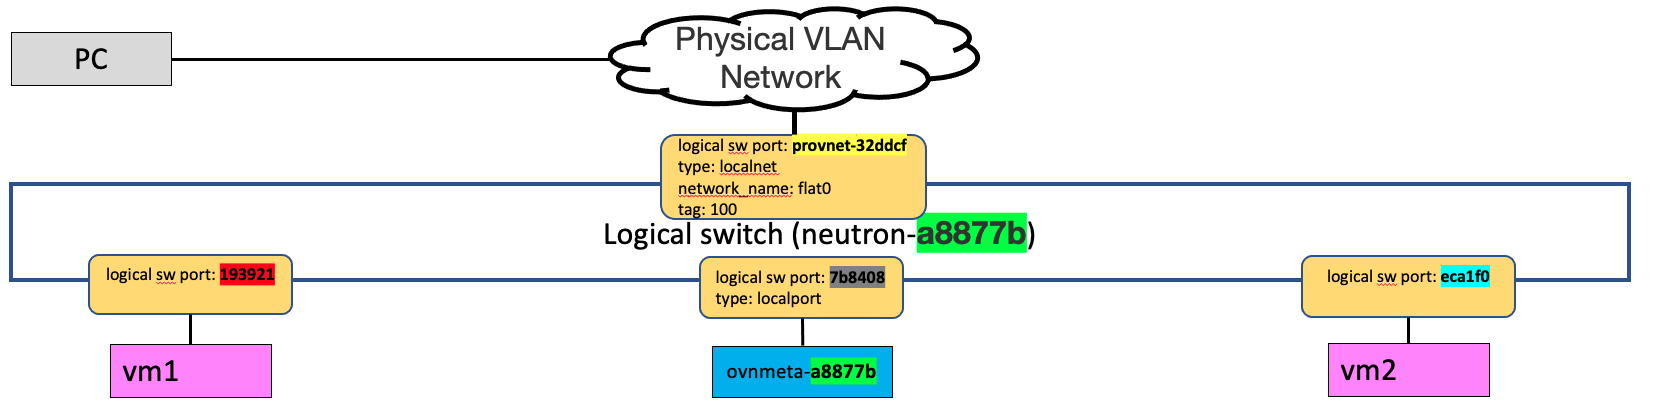 PC
Physical VLAN
Network
logical sw port: provnet-32ddcf
type: localnet
network_name: flat0
tag: 100
Logical switch (neutron-a8877b)
logical sw port: 193921
logical sw port: 7b8408
type: localport
logical sw port: eca1f0
vm1
ovnmeta-a8877b
vm2